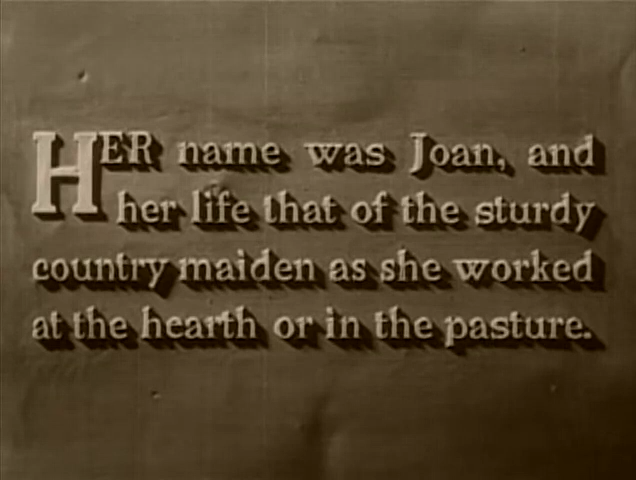 HER name was Joan, and
her life that of the sturdy
country maiden as she worked
at the hearth or in the pasture.